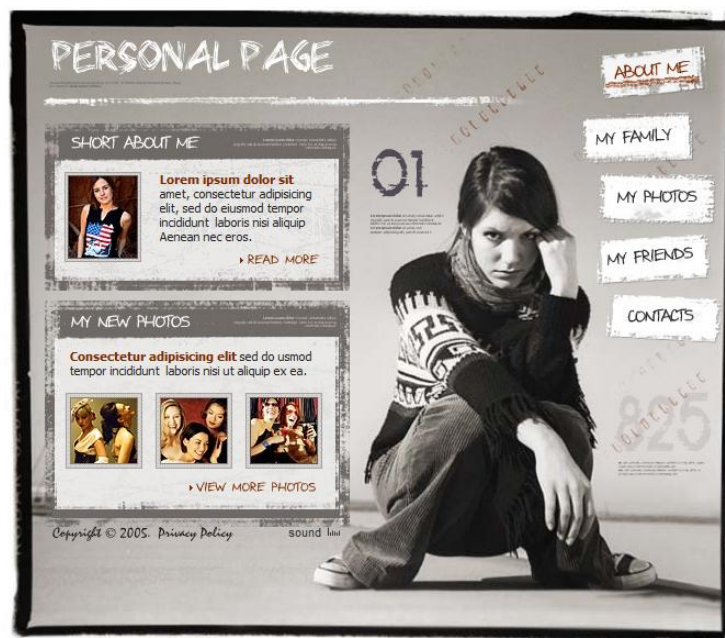 PERSONAL PAGE
ABOUT ME
MY FAMILY
MY PHOTOS
MY FRIENDS
CONTACTS
SHORT ABOUT ME
Lorem ipsum dolor sit
amet, consectetur adipiscing
elit, sed do eiusmod tempor
incididunt laboris nisi aliquip
Aenean nec eros.
READ MORE
01
MY NEW PHOTOS
Consectetur adipisicing elit sed do usmod
tempor incididunt laboris nisi ut aliquip ex ea.
VIEW MORE PHOTOS
825
Copyright © 2005. Privacy Policy
sound